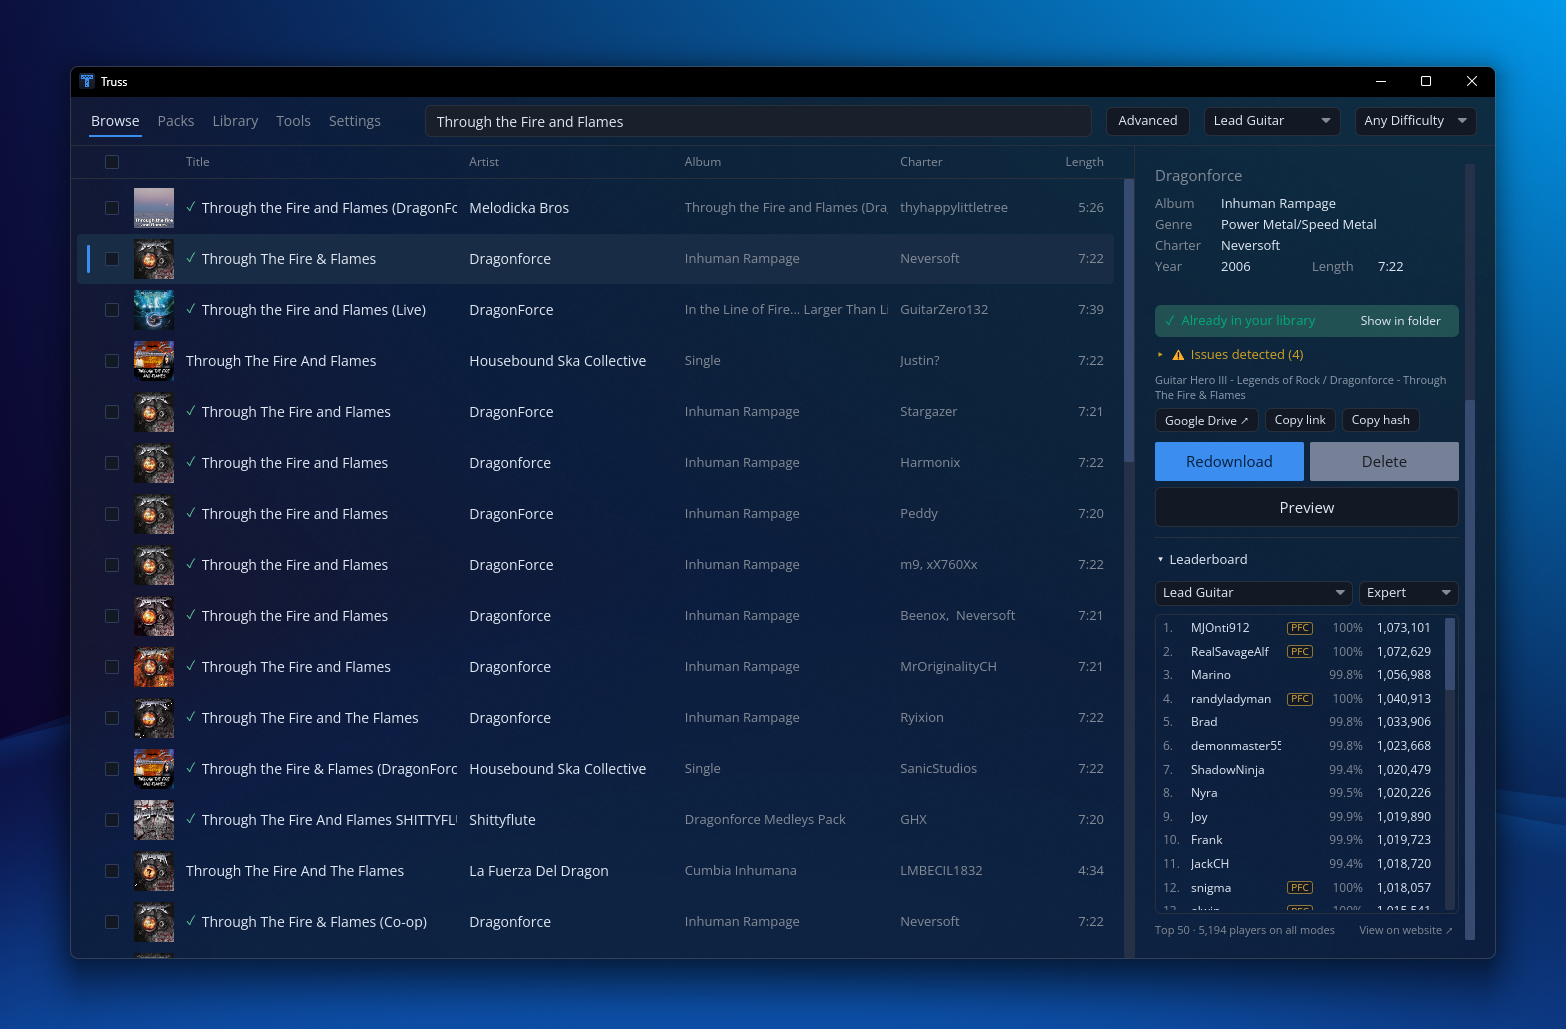 Truss
Browse Packs Library Tools Settings Through the Fire and Flames Advanced Lead Guitar Any Difficulty
Title Artist Album Charter Length
✓ Through the Fire and Flames (DragonFo Melodicka Bros Through the Fire and Flames (Dra thyhappylittletree 5:26
✓ Through The Fire & Flames Dragonforce Inhuman Rampage Neversoft 7:22
✓ Through the Fire and Flames (Live) DragonForce In the Line of Fire... Larger Than Li GuitarZero132 7:39
Through The Fire And Flames Housebound Ska Collective Single Justin? 7:22
✓ Through The Fire and Flames DragonForce Inhuman Rampage Stargazer 7:21
✓ Through the Fire and Flames Dragonforce Inhuman Rampage Harmonix 7:22
✓ Through the Fire and Flames DragonForce Inhuman Rampage Peddy 7:20
✓ Through the Fire and Flames DragonForce Inhuman Rampage m9, xX760Xx 7:22
✓ Through the Fire and Flames Dragonforce Inhuman Rampage Beenox, Neversoft 7:21
✓ Through the Fire and Flames Dragonforce Inhuman Rampage MrOriginalityCH 7:21
✓ Through The Fire and The Flames Dragonforce Inhuman Rampage Ryixion 7:22
✓ Through the Fire & Flames (DragonForc Housebound Ska Collective Single SanicStudios 7:22
✓ Through The Fire And Flames SHITTYFLU Shittyflute Dragonforce Medleys Pack GHX 7:20
Through The Fire And The Flames La Fuerza Del Dragon Cumbia Inhumana LMBECIL1832 4:34
✓ Through The Fire & Flames (Co-op) Dragonforce Inhuman Rampage Neversoft 7:22
Dragonforce
Album Inhuman Rampage
Genre Power Metal/Speed Metal
Charter Neversoft
Year 2006 Length 7:22
✓ Already in your library Show in folder
Issues detected (4)
Guitar Hero III - Legends of Rock / Dragonforce - Through
The Fire & Flames
Google Drive ↗ Copy link Copy hash
Redownload Delete
Preview
Leaderboard
Lead Guitar Expert
1. MJOnti912 PFC 100% 1,073,101
2. RealSavageAlf PFC 100% 1,072,629
3. Marino 99.8% 1,056,988
4. randyladyman PFC 100% 1,040,913
5. Brad 99.8% 1,033,906
6. demonmaster55 99.8% 1,023,668
7. ShadowNinja 99.4% 1,020,479
8. Nyra 99.5% 1,020,226
9. Joy 99.9% 1,019,890
10. Frank 99.9% 1,019,723
11. JackCH 99.4% 1,018,720
12. snigma PFC 100% 1,018,057
Top 50 · 5,194 players on all modes View on website ↗